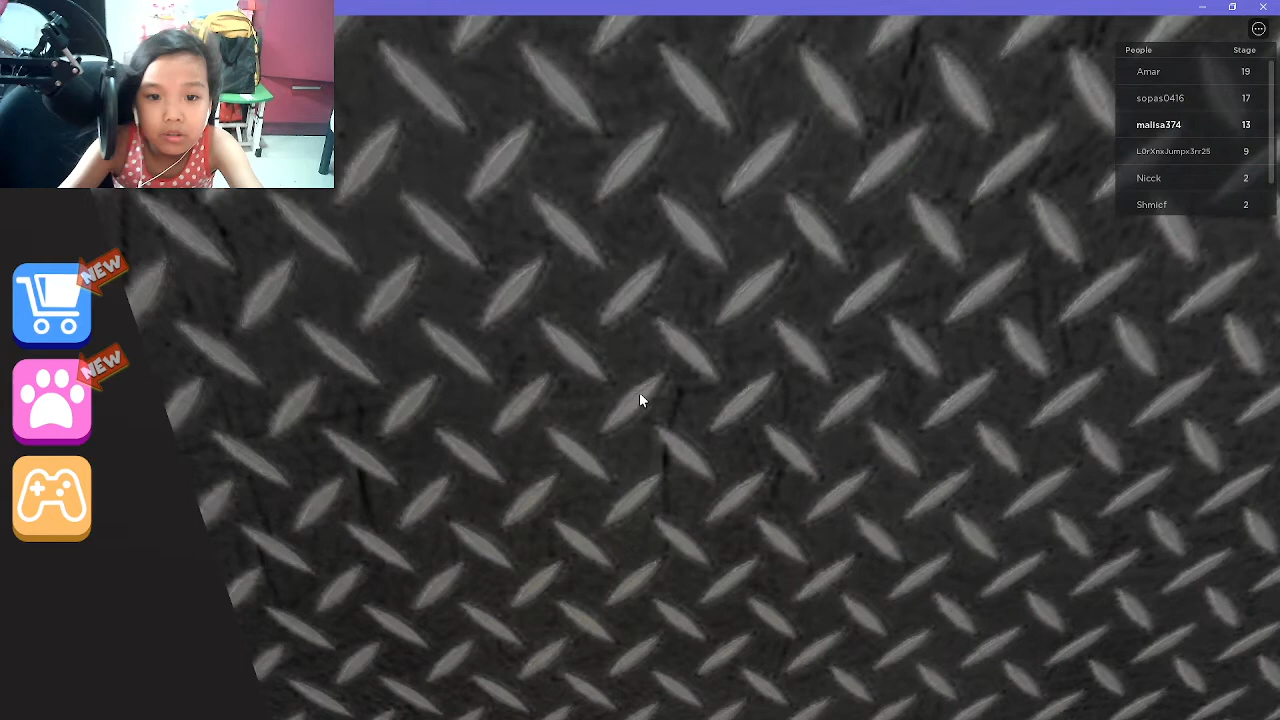 People Stage
Amar 19
sopas0416 17
malisa374 13
L0rXnxJumpx3rr25 9
Nicck 2
Shmicf 2
NEW
NEW